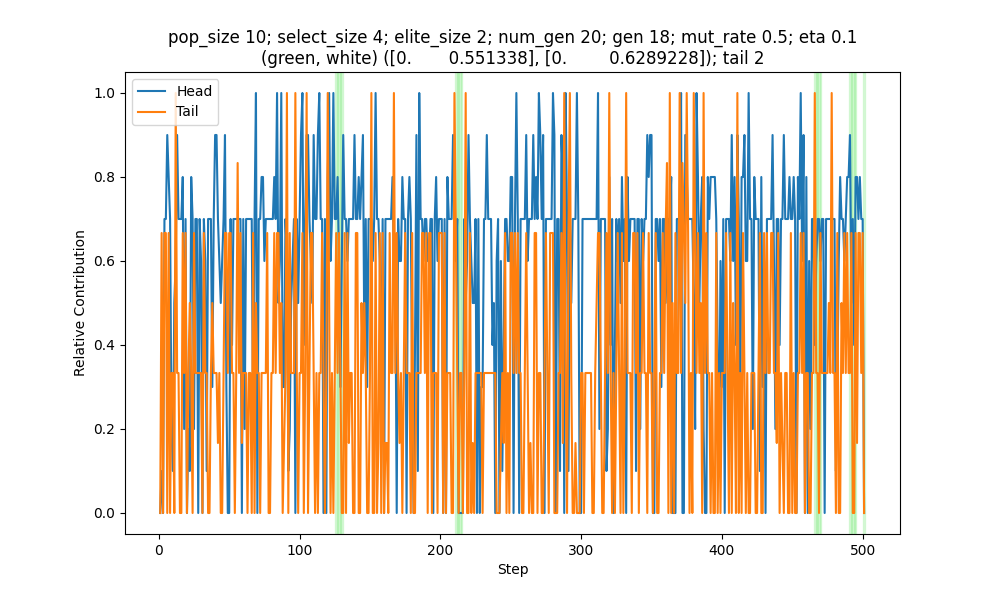 pop_size 10; select_size 4; elite_size 2; num_gen 20; gen 18; mut_rate 0.5; eta 0.1
(green, white) ([0.       0.551338], [0.        0.6289228]); tail 2
Head
Tail
Relative Contribution
1.0
0.8
0.6
0.4
0.2
0.0
0
100
200
300
400
500
Step